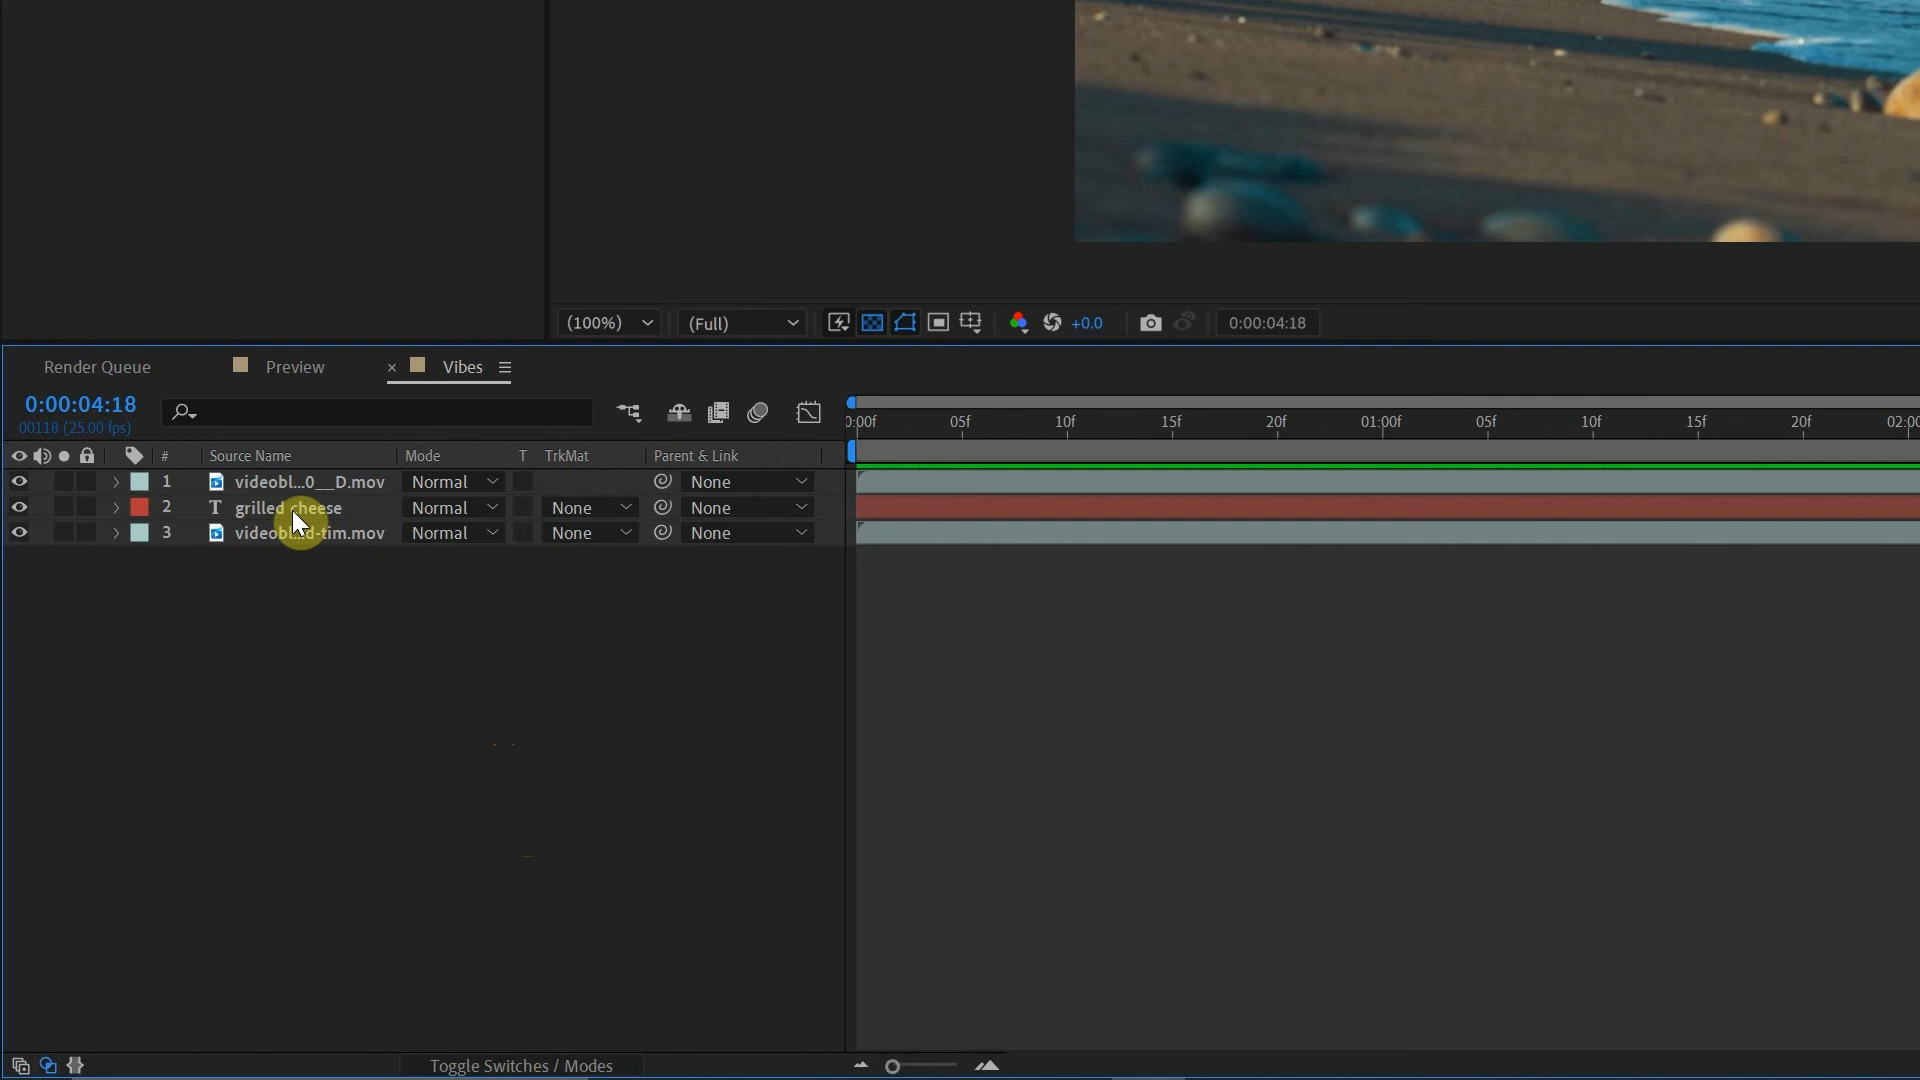 (100%) (Full) +0.0 0:00:04:18
Render Queue Preview × Vibes
0:00:04:18
00118 (25.00 fps)
0:00f 05f 10f 15f 20f 01:00f 05f 10f 15f 20f 02:00
# Source Name Mode T TrkMat Parent & Link
1 videobl...0__D.mov Normal None
2 T grilled cheese Normal None None
3 videobl...d-tim.mov Normal None None
Toggle Switches / Modes